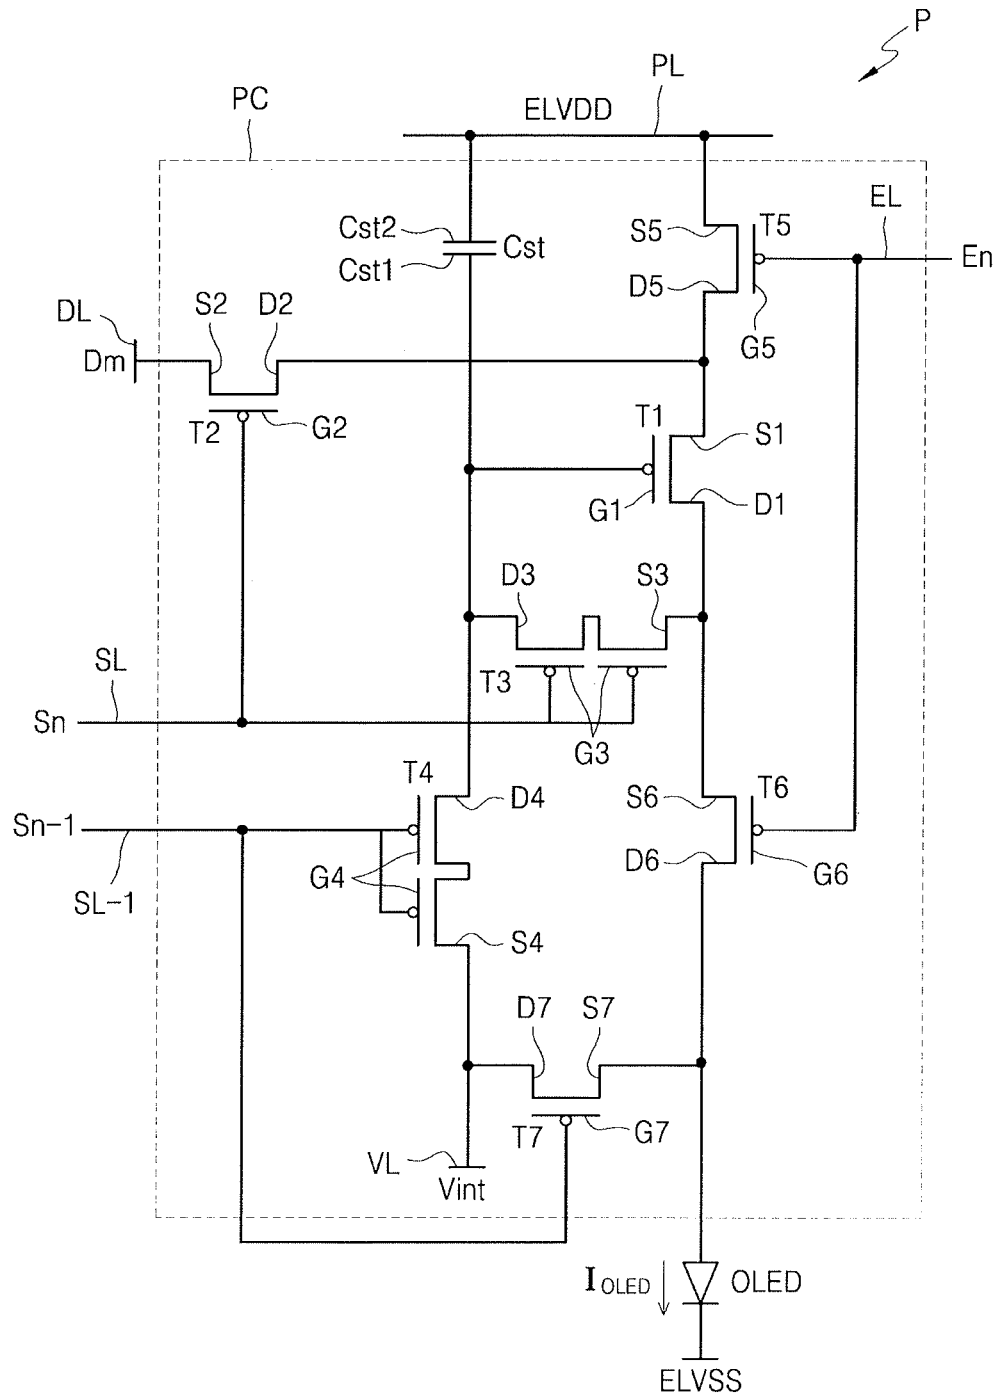 P
PL
PC
ELVDD
EL
Cst2
Cst
Cst1
S5
T5
En
D5
G5
DL
S2
D2
Dm
T2
G2
T1
S1
G1
D1
D3
S3
T3
SL
Sn
G3
T4
D4
S6
T6
Sn-1
G4
D6
G6
SL-1
S4
D7
S7
T7
G7
VL
Vint
IOLED
OLED
ELVSS